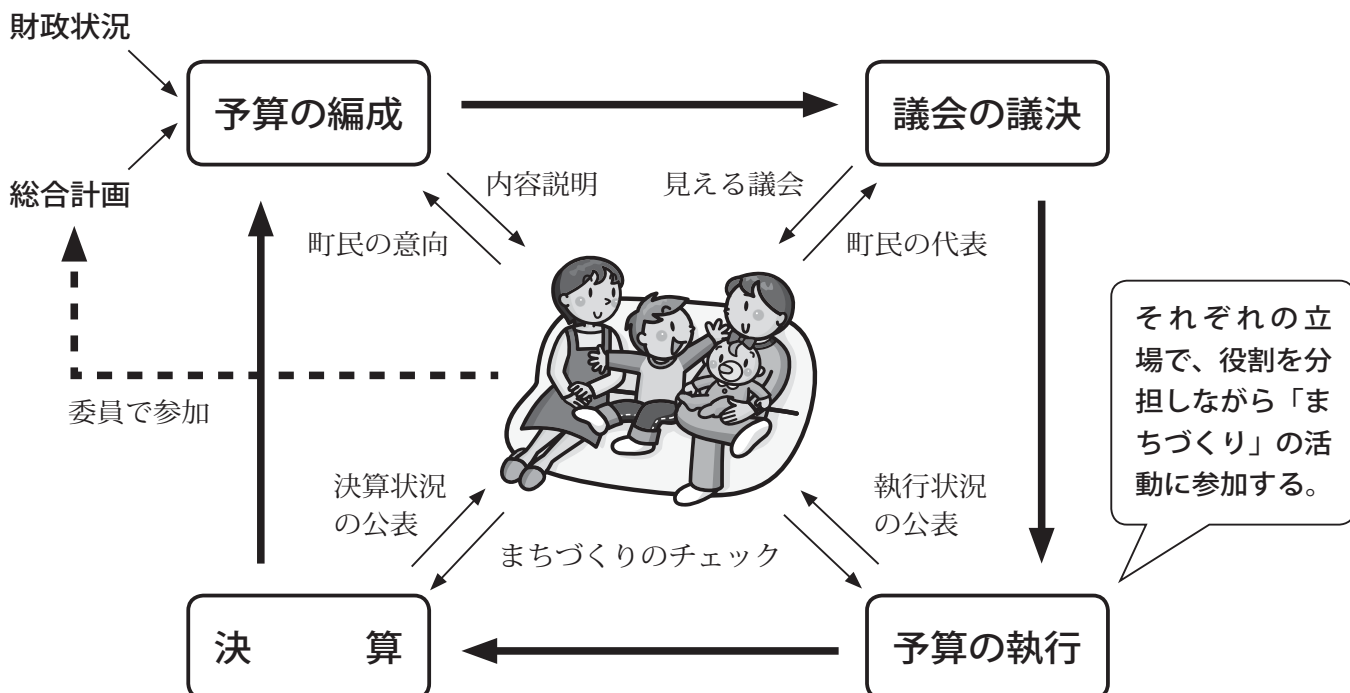 財政状況
予算の編成
議会の議決
総合計画
内容説明
見える議会
町民の意向
町民の代表
それぞれの立
場で、役割を分
担しながら「ま
ちづくり」の活
動に参加する。
委員で参加
決算状況
の公表
執行状況
の公表
まちづくりのチェック
決　　算
予算の執行